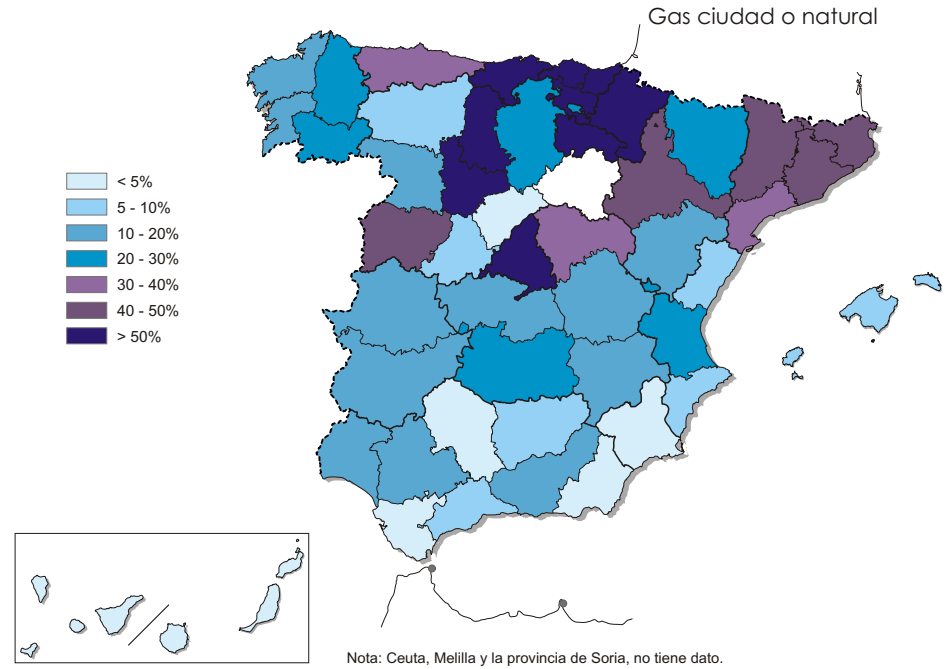 Gas ciudad o natural
< 5%
5 - 10%
10 - 20%
20 - 30%
30 - 40%
40 - 50%
> 50%
Nota: Ceuta, Melilla y la provincia de Soria, no tiene dato.